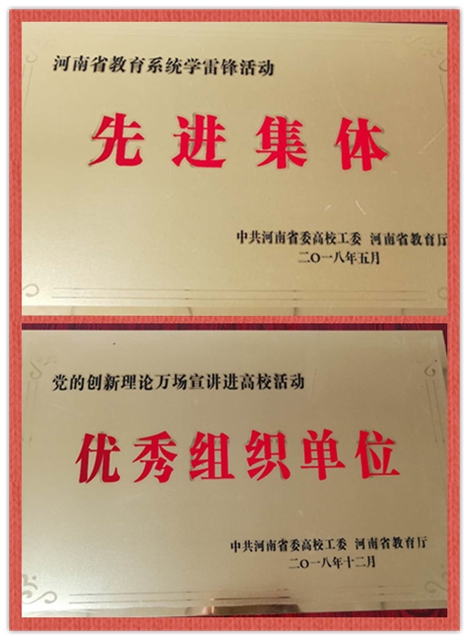 河南省教育系统学雷锋活动
先进集体
中共河南省委高校工委 河南省教育厅
二〇一八年五月
党的创新理论万场宣讲进高校活动
优秀组织单位
中共河南省委高校工委 河南省教育厅
二〇一八年十二月